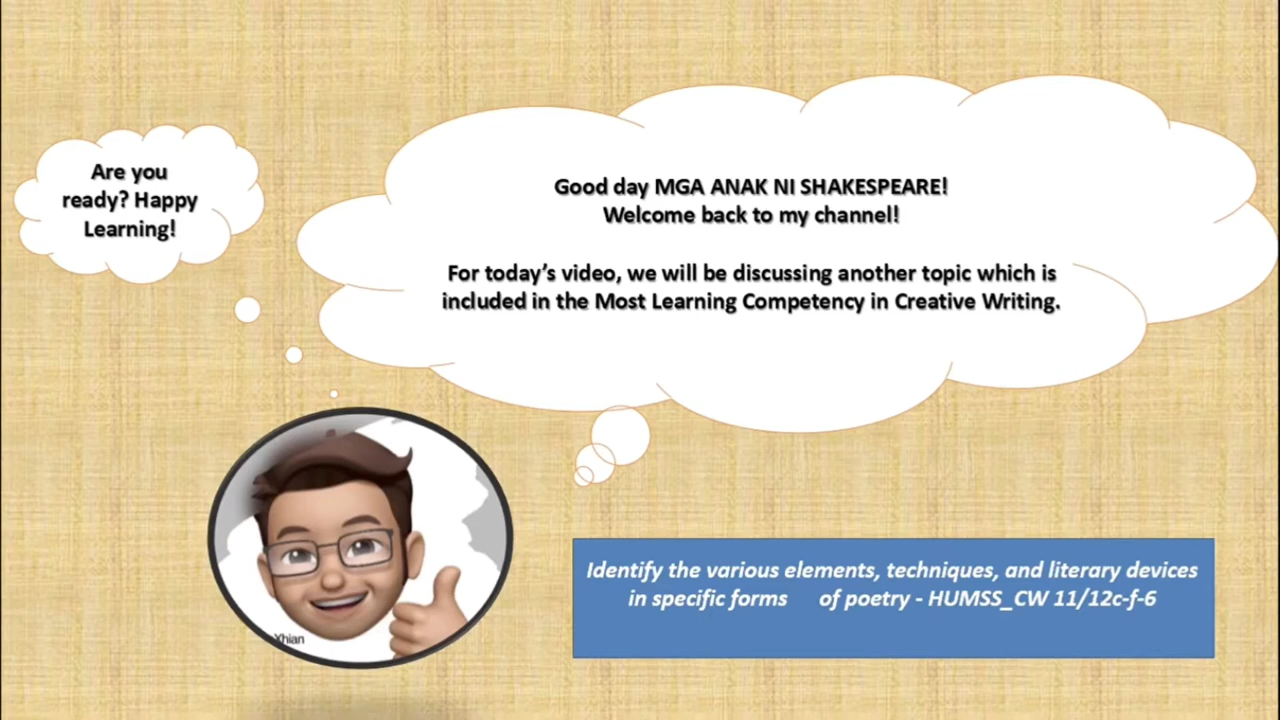 Are you
ready? Happy
Learning!
Good day MGA ANAK NI SHAKESPEARE!
Welcome back to my channel!
For today's video, we will be discussing another topic which is
included in the Most Learning Competency in Creative Writing.
Xhian
Identify the various elements, techniques, and literary devices
in specific forms of poetry - HUMSS_CW 11/12c-f-6